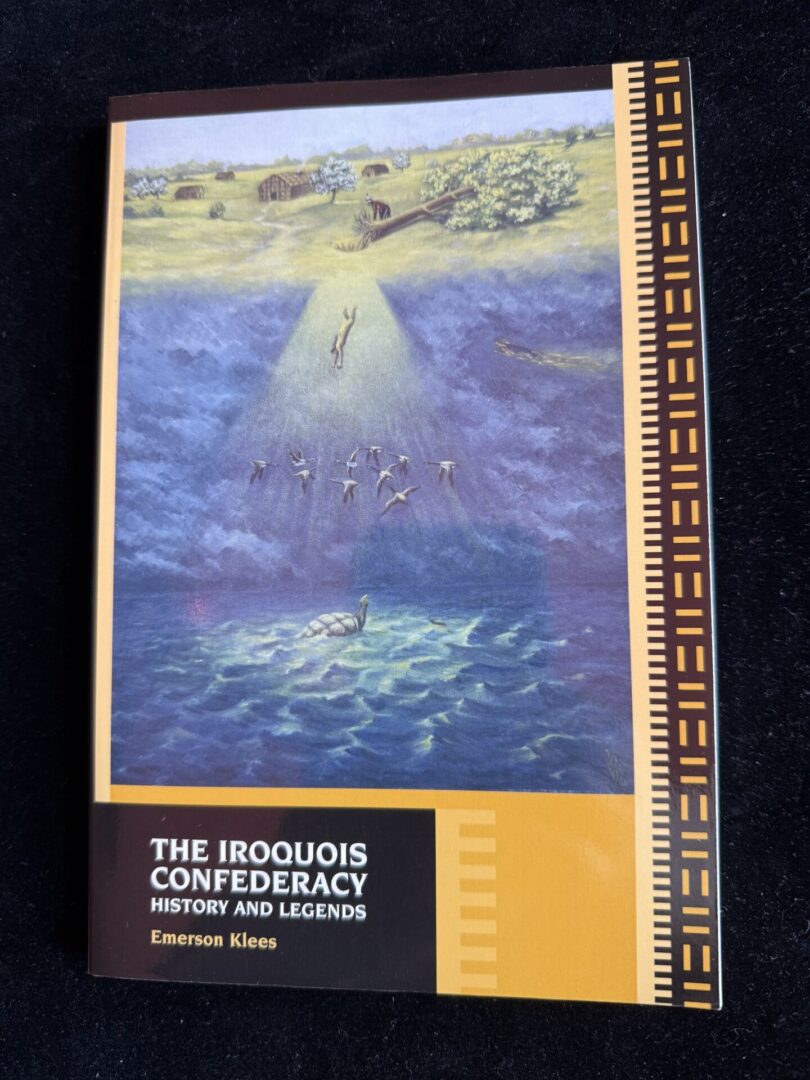 THE IROQUOIS
CONFEDERACY
HISTORY AND LEGENDS
Emerson Klees